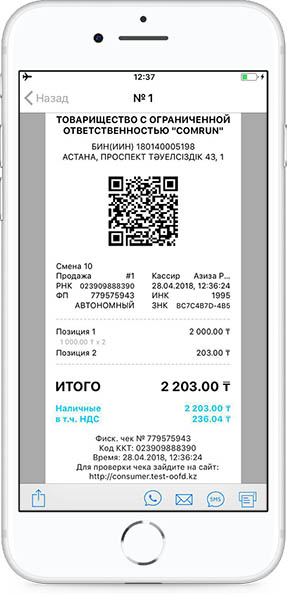 12:37
Назад
№ 1
ТОВАРИЩЕСТВО С ОГРАНИЧЕННОЙ
ОТВЕТСТВЕННОСТЬЮ "COMRUN"
БИН(ИИН) 180140005198
АСТАНА, ПРОСПЕКТ ТӘУЕЛСІЗДІК 43, 1
Смена 10
Продажа #1 Кассир Азиза Р...
РНК 023909888390 28.04.2018, 12:36:24
ФП 779575943 ИНК 1995
АВТОНОМНЫЙ ЗНК BC7C4B7D-4B5
Позиция 1 2 000.00 ₸
1 000.00 ₸ x 2
Позиция 2 203.00 ₸
ИТОГО 2 203.00 ₸
Наличные 2 203.00 ₸
в т.ч. НДС 236.04 ₸
Фиск. чек № 779575943
Код ККТ: 023909888390
Время: 28.04.2018, 12:36:24
Для проверки чека зайдите на сайт:
http://consumer.test-oofd.kz
SMS